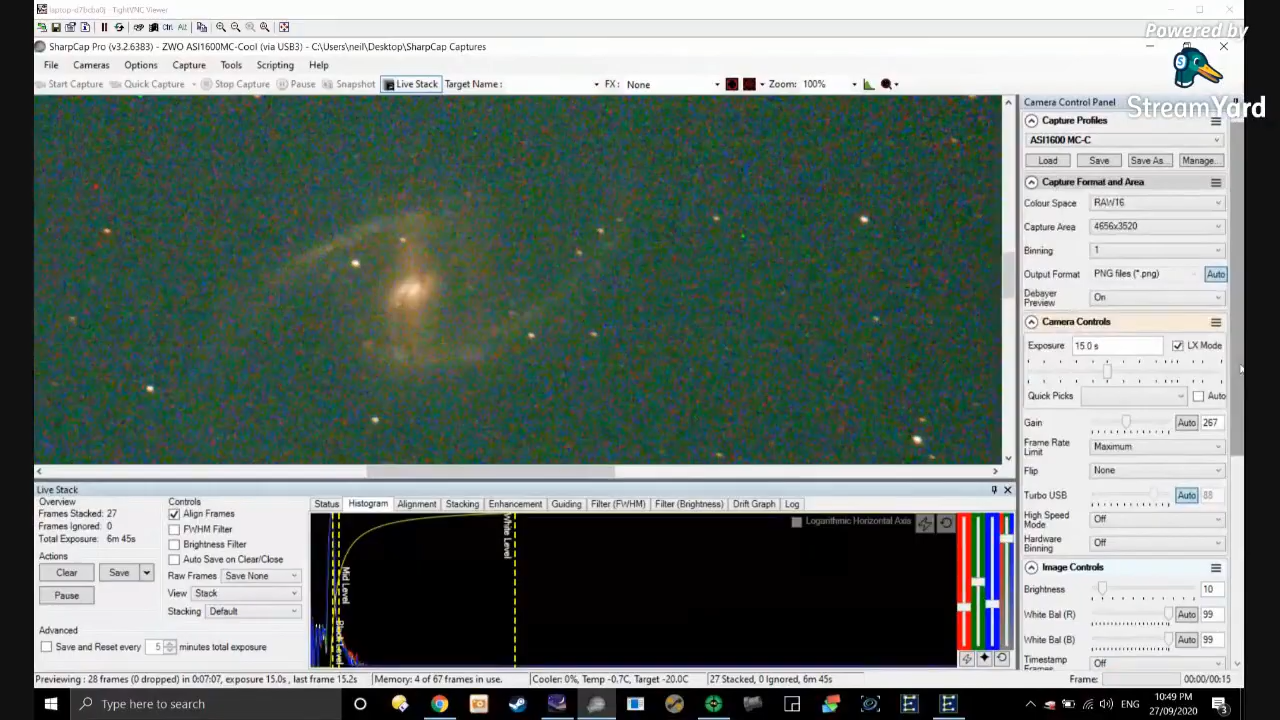 laptop-d7bcba0j - TightVNC Viewer
Ctrl Alt
Powered by
StreamYard
SharpCap Pro (v3.2.6383) - ZWO ASI1600MC-Cool (via USB3) - C:\Users\neil\Desktop\SharpCap Captures
File Cameras Options Capture Tools Scripting Help
Start Capture Quick Capture Stop Capture Pause Snapshot Live Stack Target Name: FX: None Zoom: 100%
Camera Control Panel
Capture Profiles
ASI1600 MC-C
Load Save Save As Manage...
Capture Format and Area
Colour Space RAW16
Capture Area 4656x3520
Binning 1
Output Format PNG files (*.png) Auto
Debayer Preview On
Camera Controls
Exposure 15.0 s LX Mode
Quick Picks Auto
Gain Auto 267
Frame Rate Limit Maximum
Flip None
Turbo USB Auto 88
High Speed Mode Off
Hardware Binning Off
Image Controls
Brightness 10
White Bal (R) Auto 99
White Bal (B) Auto 99
Timestamp Frames Off
Live Stack
Overview
Frames Stacked: 27
Frames Ignored: 0
Total Exposure: 6m 45s
Actions
Clear Save
Pause
Controls
Align Frames
FWHM Filter
Brightness Filter
Auto Save on Clear/Close
Raw Frames Save None
View Stack
Stacking Default
Advanced
Save and Reset every 5 minutes total exposure
Status Histogram Alignment Stacking Enhancement Guiding Filter (FWHM) Filter (Brightness) Drift Graph Log
Logarithmic Horizontal Axis
Black Level
Mid Level
White Level
Previewing : 28 frames (0 dropped) in 0:07:07, exposure 15.0s, last frame 15.2s Memory: 4 of 67 frames in use. Cooler: 0%, Temp -0.7C, Target -20.0C 27 Stacked, 0 Ignored, 6m 45s Frame: 00:00/00:15
Type here to search
10:49 PM
27/09/2020
3